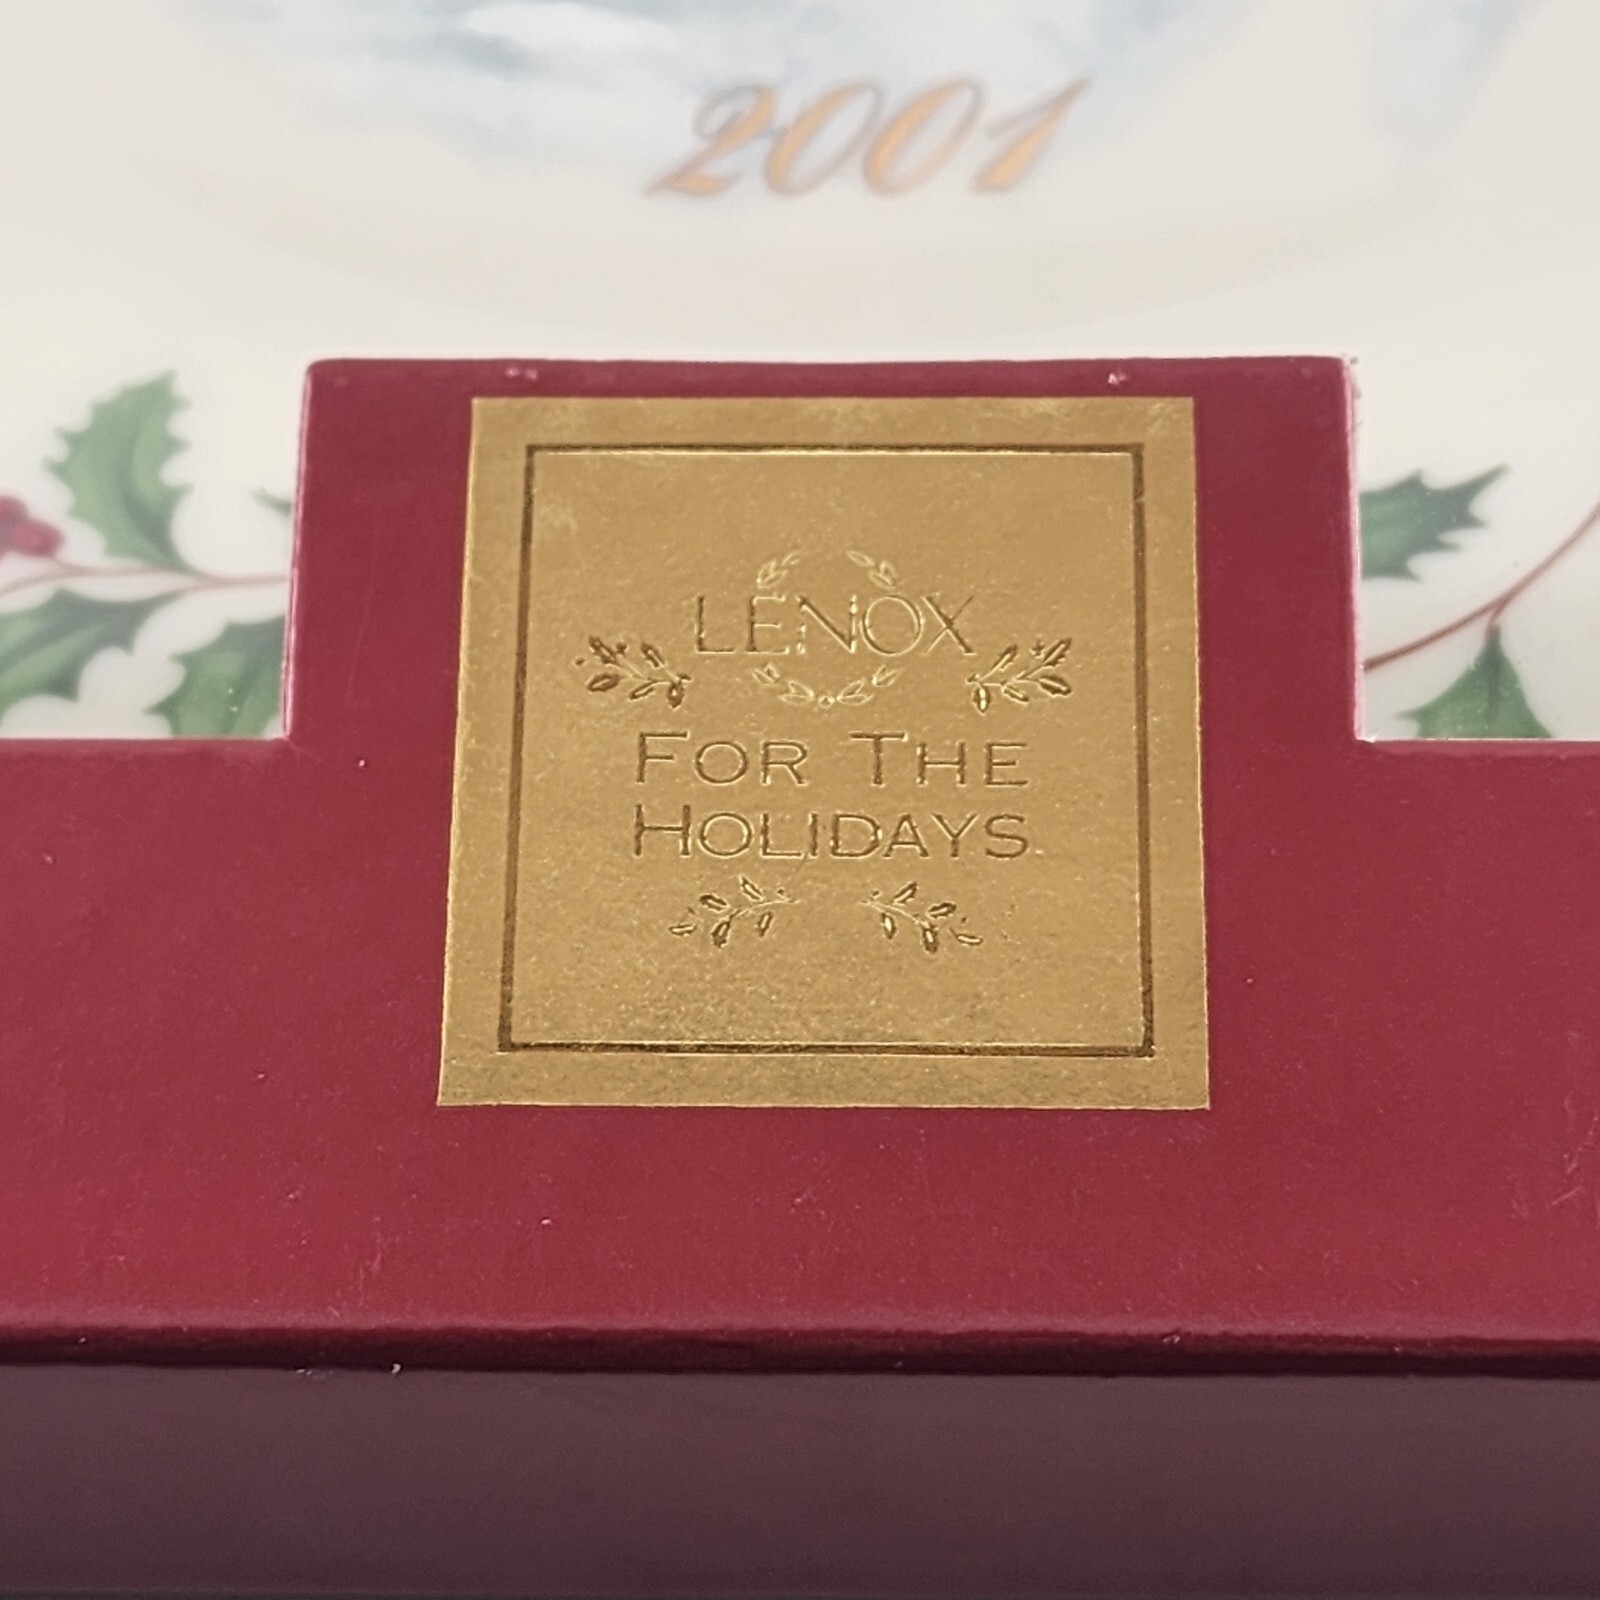 2001
LENOX
FOR THE
HOLIDAYS